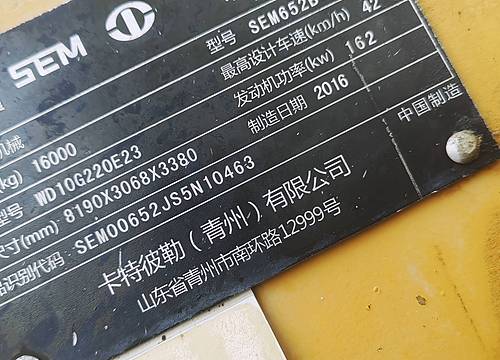 SEM
型号 SEM652B
最高设计车速(km/h) 42
机械 发动机功率(kw) 162
(kg) 16000 制造日期 2016
型号 WD10G220E23 中国制造
尺寸(mm) 8190X3068X3380
品识别代码 SEM00652JS5N10463
卡特彼勒（青州）有限公司
山东省青州市南环路12999号